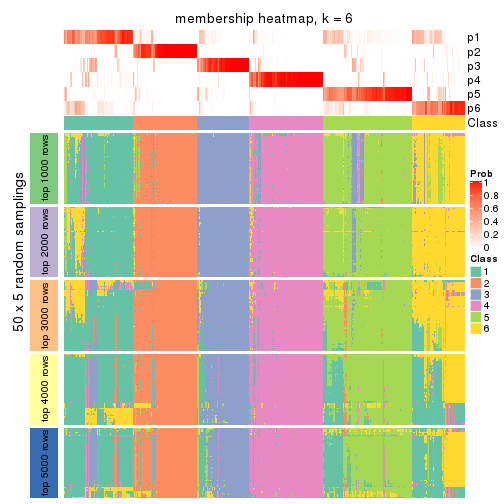 membership heatmap, k = 6
p1
p2
p3
p4
p5
p6
Class
50 x 5 random samplings
top 1000 rows
top 2000 rows
top 3000 rows
top 4000 rows
top 5000 rows
Prob
1
0.8
0.6
0.4
0.2
0
Class
1
2
3
4
5
6